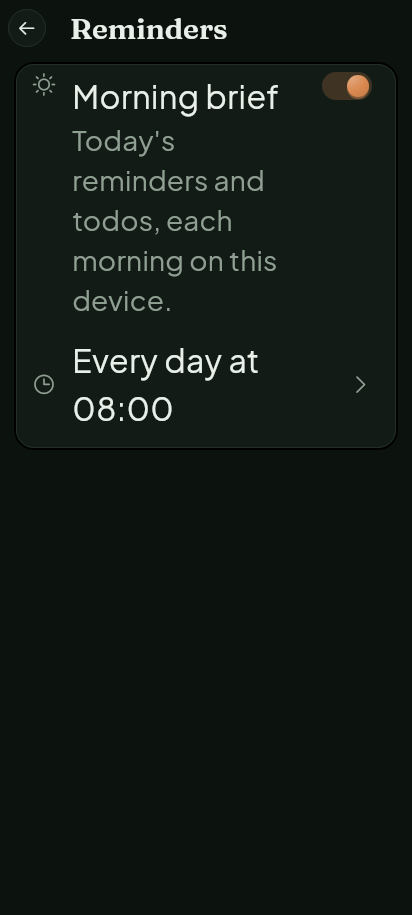 Reminders
Morning brief
Today's
reminders and
todos, each
morning on this
device.
Every day at
08:00